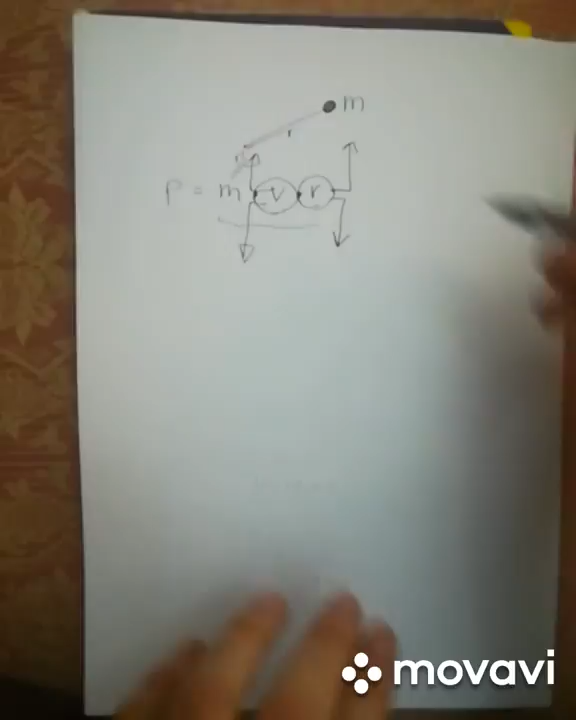 m
r
P = m · v · r
movavi